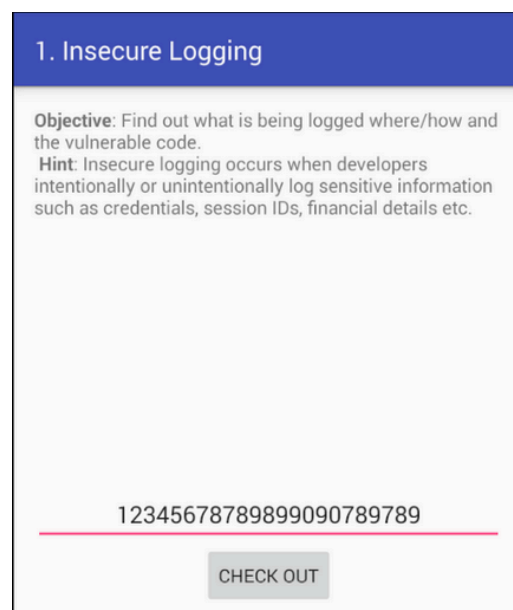 1. Insecure Logging
Objective: Find out what is being logged where/how and
the vulnerable code.
Hint: Insecure logging occurs when developers
intentionally or unintentionally log sensitive information
such as credentials, session IDs, financial details etc.
12345678789899090789789
CHECK OUT